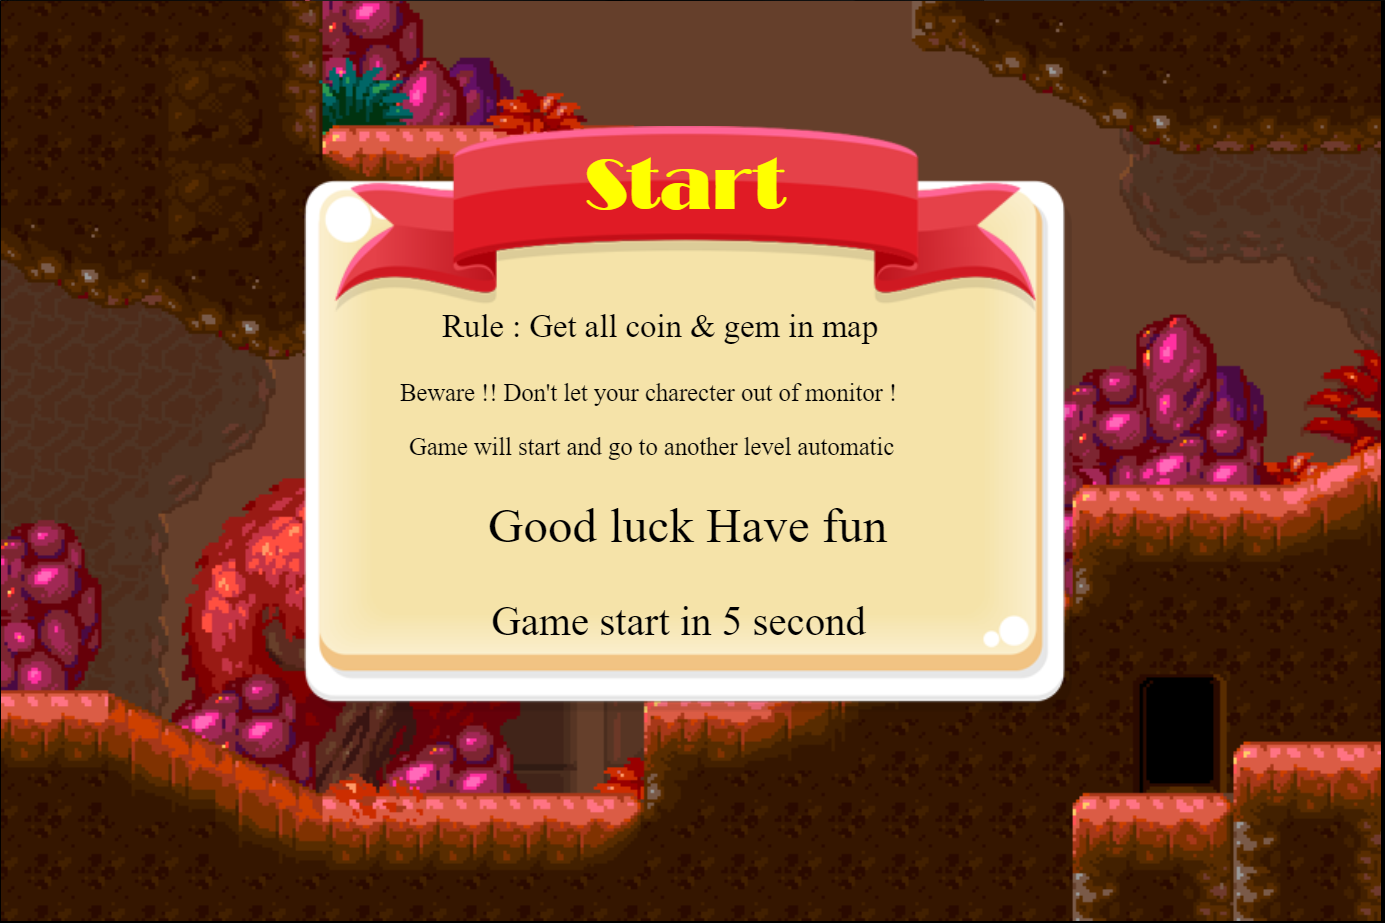 Start
Rule : Get all coin & gem in map
Beware !! Don't let your charecter out of monitor !
Game will start and go to another level automatic
Good luck Have fun
Game start in 5 second